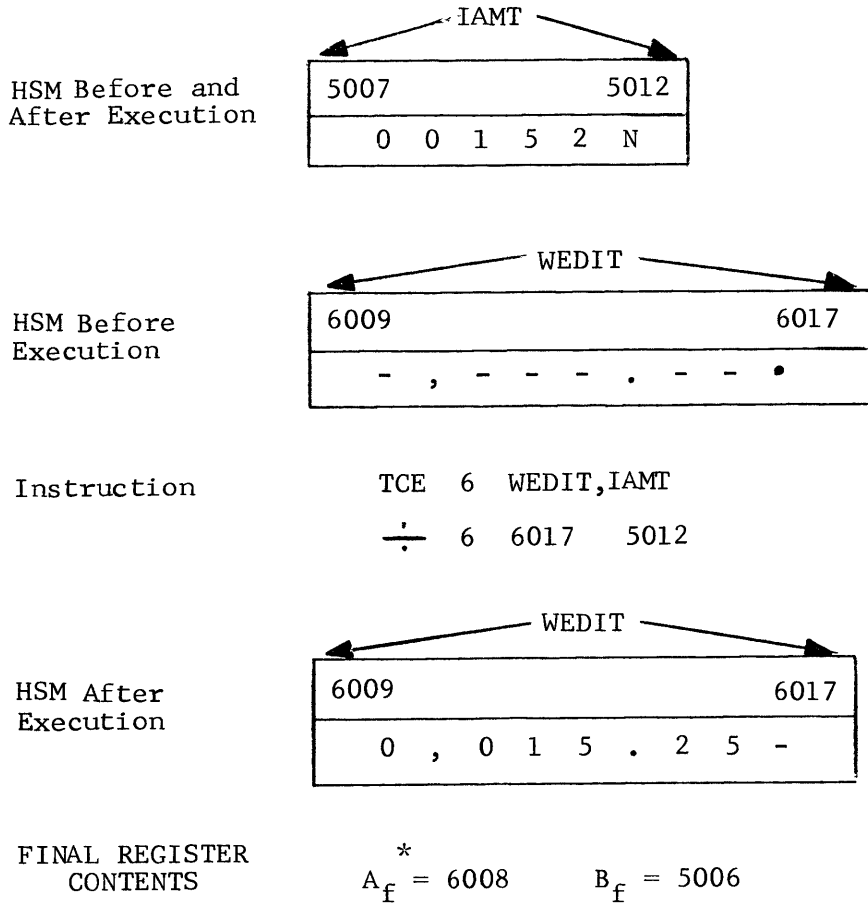 IAMT
HSM Before and
After Execution
5007 5012
0 0 1 5 2 N
WEDIT
HSM Before
Execution
6009 6017
- , - - - . - - •
Instruction
TCE 6 WEDIT,IAMT
÷ 6 6017 5012
WEDIT
HSM After
Execution
6009 6017
0 , 0 1 5 . 2 5 -
FINAL REGISTER
CONTENTS
*
A_f = 6008 B_f = 5006